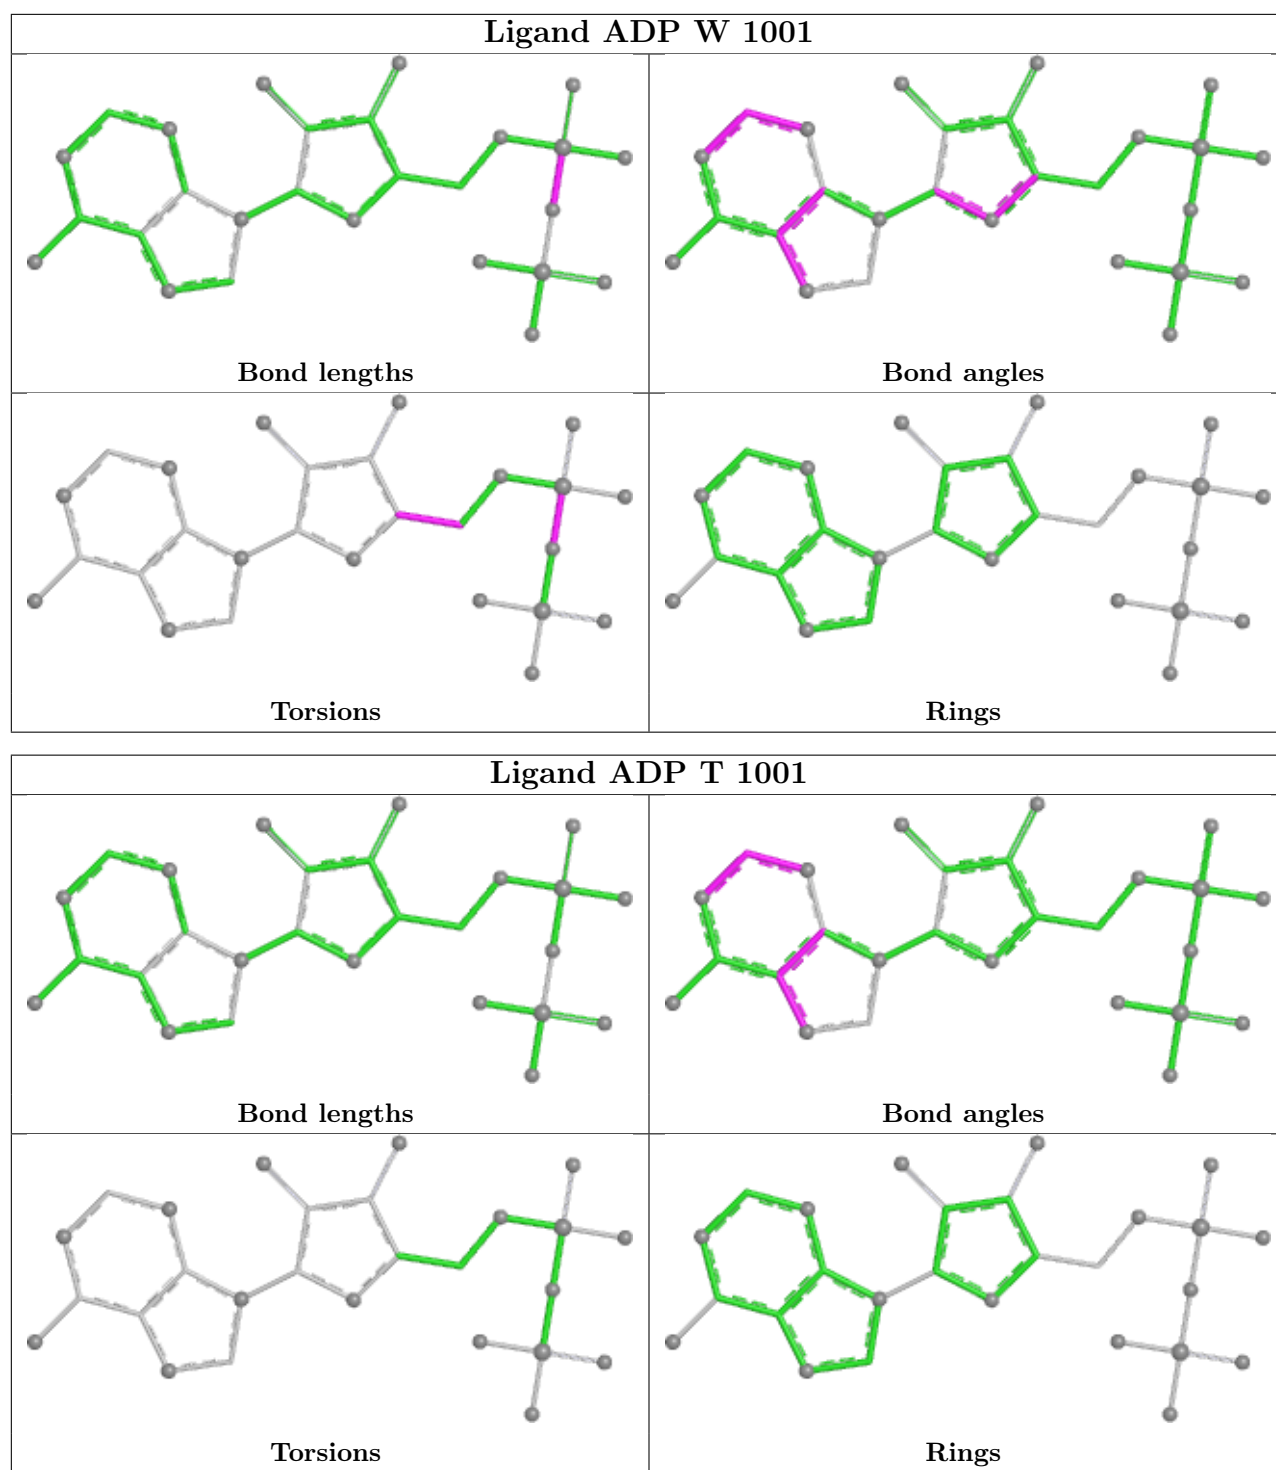 Ligand ADP W 1001
Bond lengths
Bond angles
Torsions
Rings
Ligand ADP T 1001
Bond lengths
Bond angles
Torsions
Rings